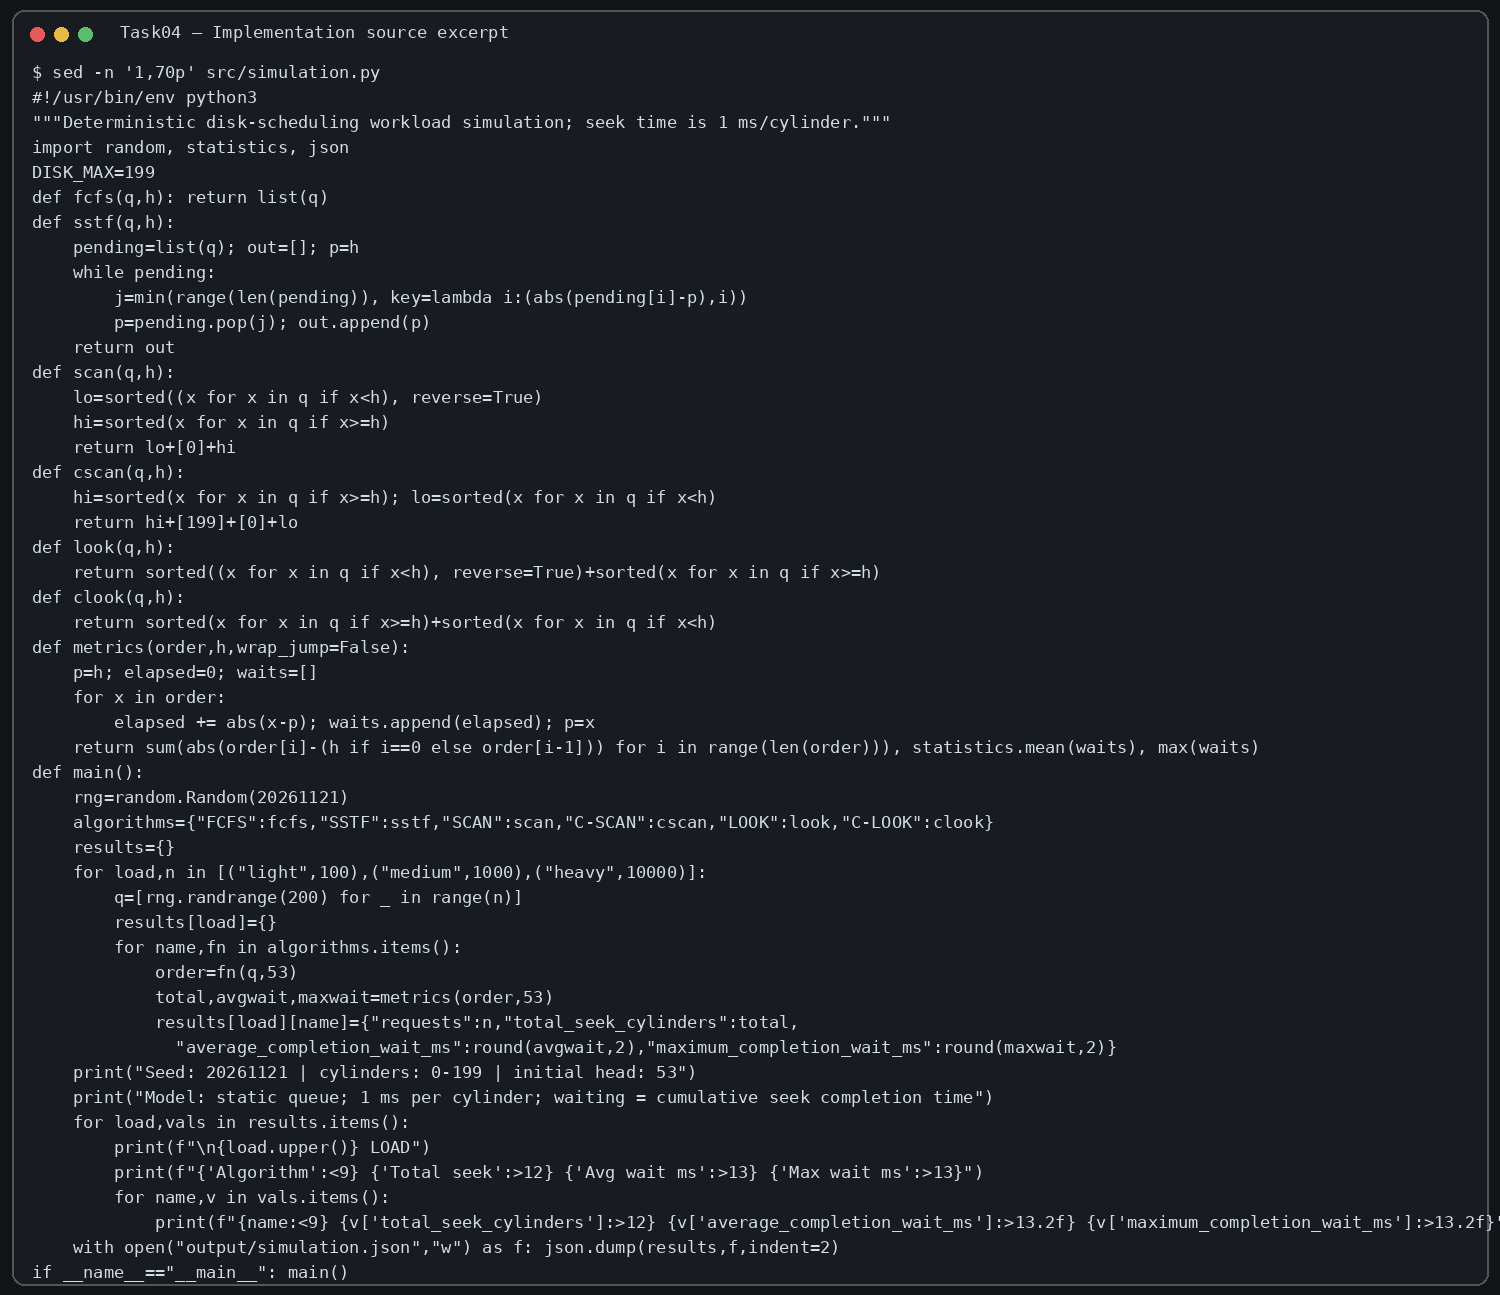 Task04 — Implementation source excerpt
$ sed -n '1,70p' src/simulation.py
#!/usr/bin/env python3
"""Deterministic disk-scheduling workload simulation; seek time is 1 ms/cylinder."""
import random, statistics, json
DISK_MAX=199
def fcfs(q,h): return list(q)
def sstf(q,h):
    pending=list(q); out=[]; p=h
    while pending:
        j=min(range(len(pending)), key=lambda i:(abs(pending[i]-p),i))
        p=pending.pop(j); out.append(p)
    return out
def scan(q,h):
    lo=sorted((x for x in q if x<h), reverse=True)
    hi=sorted(x for x in q if x>=h)
    return lo+[0]+hi
def cscan(q,h):
    hi=sorted(x for x in q if x>=h); lo=sorted(x for x in q if x<h)
    return hi+[199]+[0]+lo
def look(q,h):
    return sorted((x for x in q if x<h), reverse=True)+sorted(x for x in q if x>=h)
def clook(q,h):
    return sorted(x for x in q if x>=h)+sorted(x for x in q if x<h)
def metrics(order,h,wrap_jump=False):
    p=h; elapsed=0; waits=[]
    for x in order:
        elapsed += abs(x-p); waits.append(elapsed); p=x
    return sum(abs(order[i]-(h if i==0 else order[i-1])) for i in range(len(order))), statistics.mean(waits), max(waits)
def main():
    rng=random.Random(20261121)
    algorithms={"FCFS":fcfs,"SSTF":sstf,"SCAN":scan,"C-SCAN":cscan,"LOOK":look,"C-LOOK":clook}
    results={}
    for load,n in [("light",100),("medium",1000),("heavy",10000)]:
        q=[rng.randrange(200) for _ in range(n)]
        results[load]={}
        for name,fn in algorithms.items():
            order=fn(q,53)
            total,avgwait,maxwait=metrics(order,53)
            results[load][name]={"requests":n,"total_seek_cylinders":total,
              "average_completion_wait_ms":round(avgwait,2),"maximum_completion_wait_ms":round(maxwait,2)}
    print("Seed: 20261121 | cylinders: 0-199 | initial head: 53")
    print("Model: static queue; 1 ms per cylinder; waiting = cumulative seek completion time")
    for load,vals in results.items():
        print(f"\n{load.upper()} LOAD")
        print(f"{'Algorithm':<9} {'Total seek':>12} {'Avg wait ms':>13} {'Max wait ms':>13}")
        for name,v in vals.items():
            print(f"{name:<9} {v['total_seek_cylinders']:>12} {v['average_completion_wait_ms']:>13.2f} {v['maximum_completion_wait_ms']:>13.2f}"
    with open("output/simulation.json","w") as f: json.dump(results,f,indent=2)
if __name__=="__main__": main()